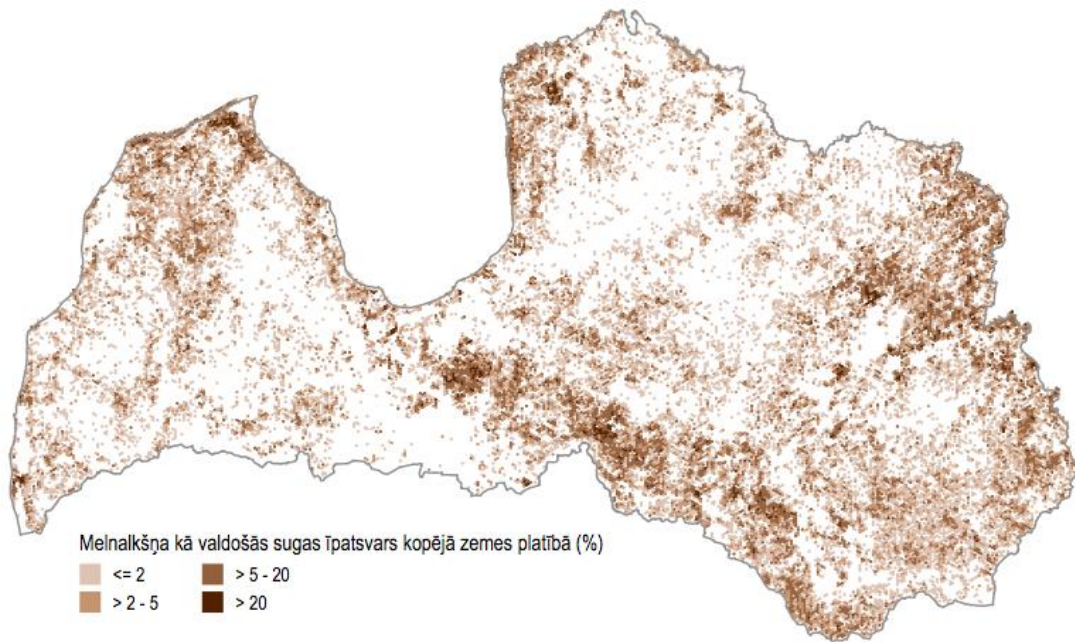 Melnalkšņa kā valdošās sugas īpatsvars kopējā zemes platībā (%)
<= 2 > 5 - 20
> 2 - 5 > 20